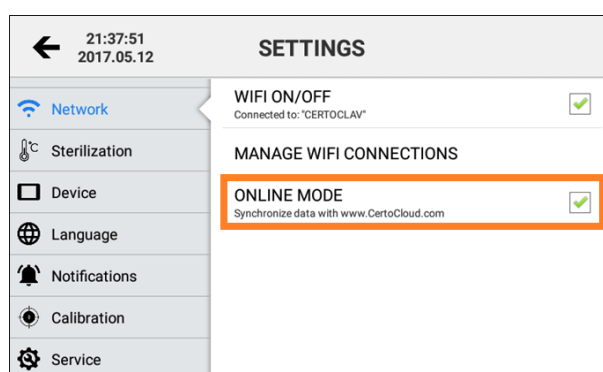 21:37:51
2017.05.12
SETTINGS
Network
°C Sterilization
Device
Language
Notifications
Calibration
Service
WIFI ON/OFF
Connected to: "CERTOCLAV"
MANAGE WIFI CONNECTIONS
ONLINE MODE
Synchronize data with www.CertoCloud.com